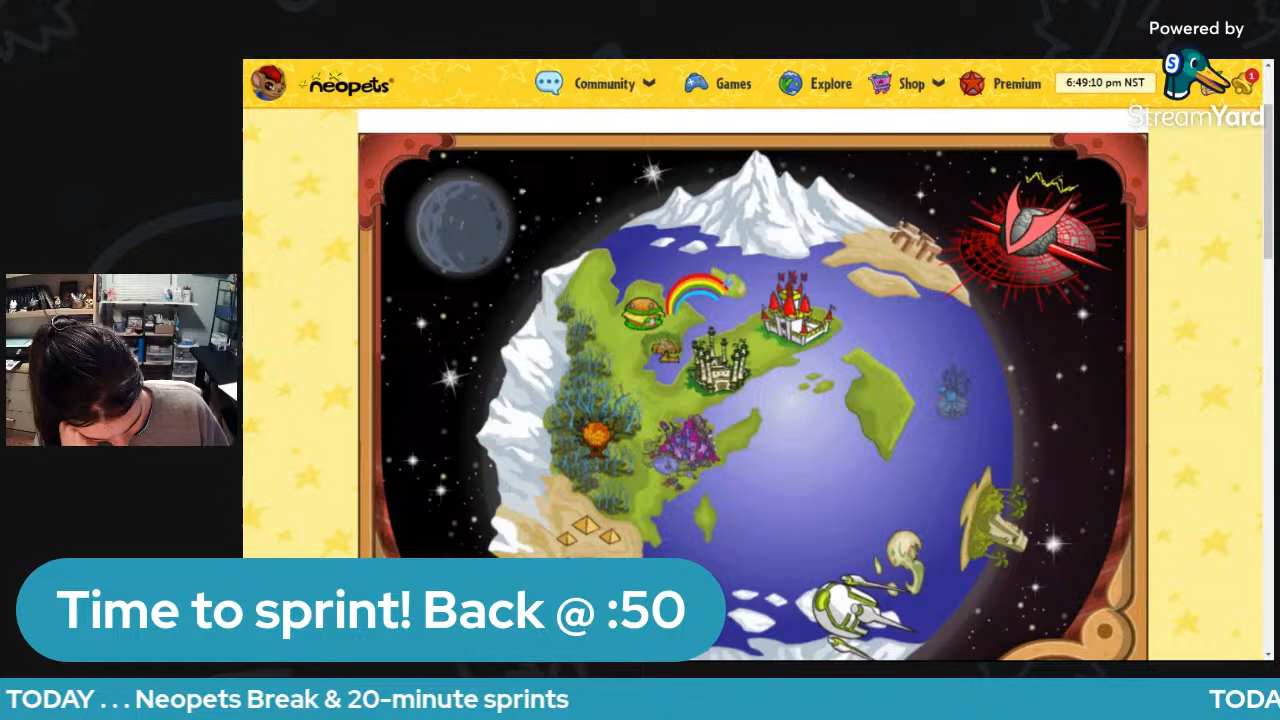 Powered by
StreamYard
neopets
Community
Games
Explore
Shop
Premium
6:49:10 pm NST
1
Time to sprint! Back @ :50
TODAY . . . Neopets Break & 20-minute sprints
TODA